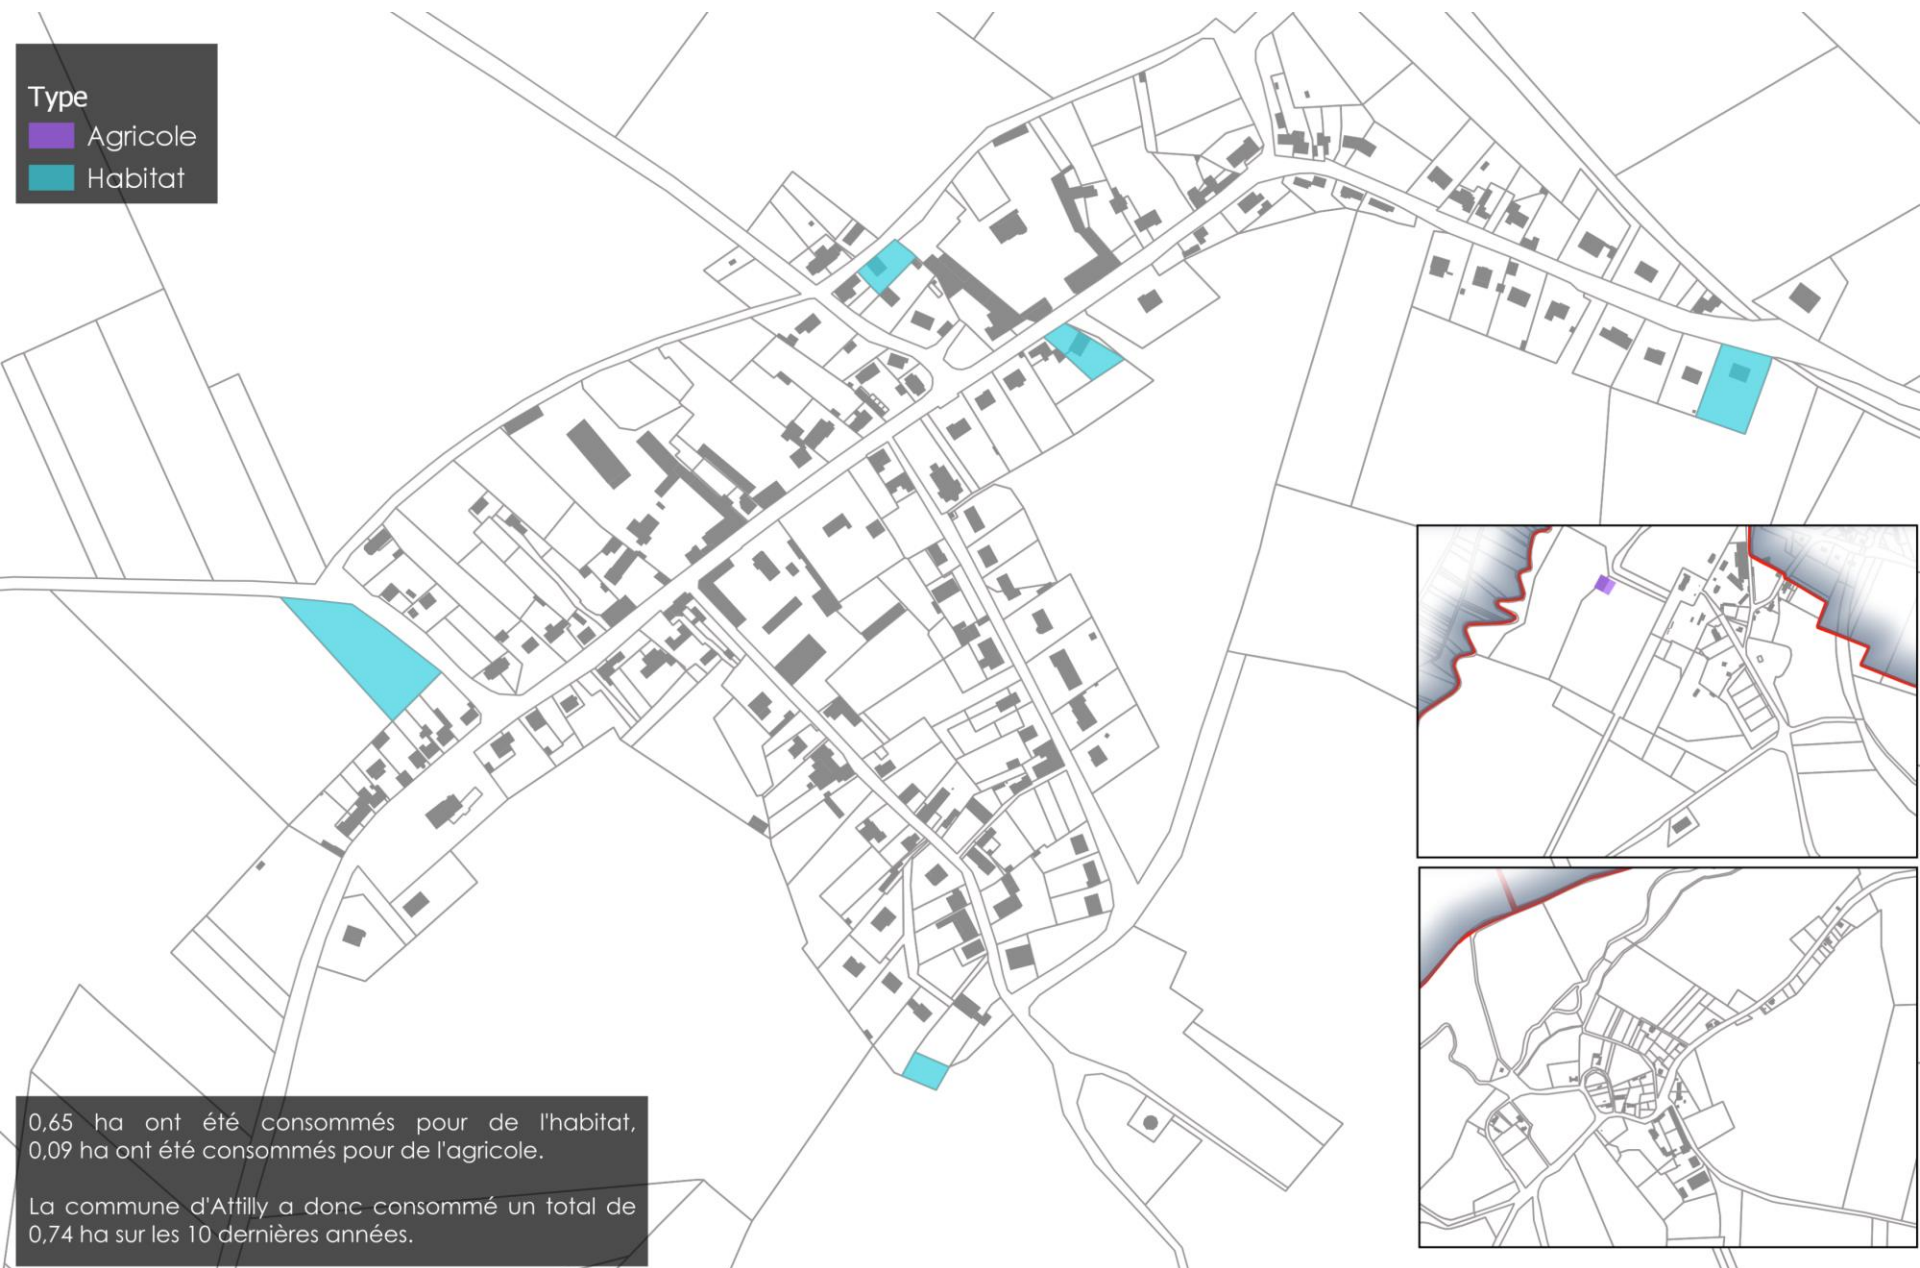 Type
Agricole
Habitat
0,65 ha ont été consommés pour de l'habitat,
0,09 ha ont été consommés pour de l'agricole.
La commune d'Attilly a donc consommé un total de
0,74 ha sur les 10 dernières années.